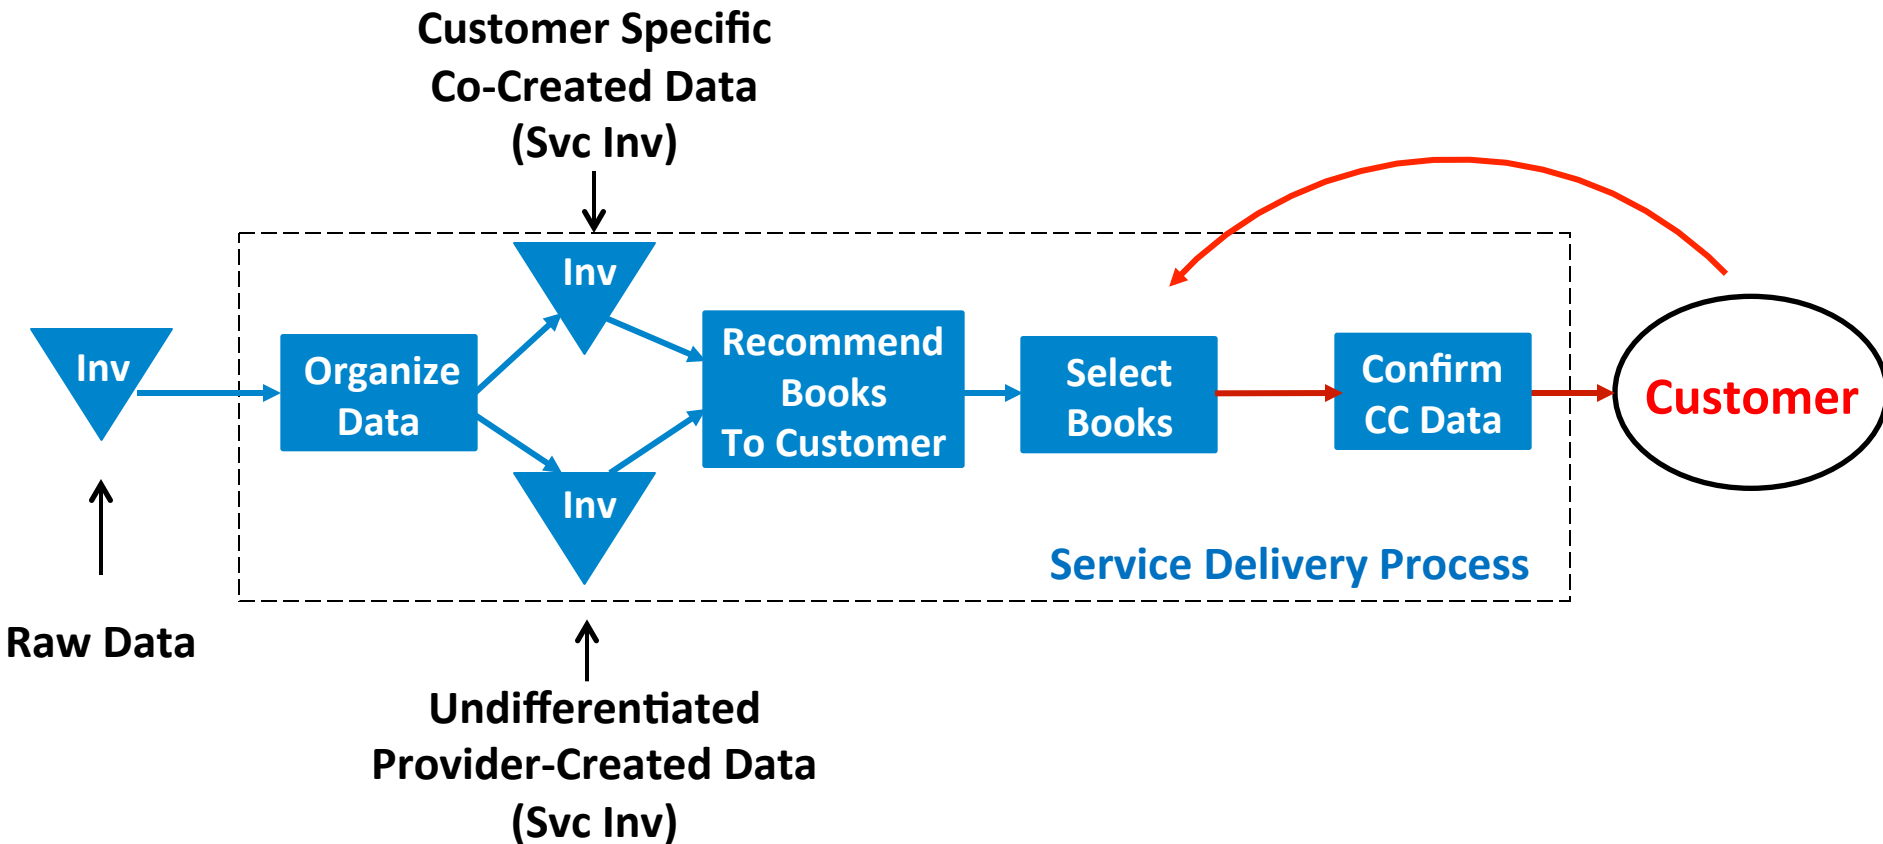 Customer Specific
Co-Created Data
(Svc Inv)
Inv
Inv
Organize
Data
Recommend
Books
To Customer
Select
Books
Confirm
CC Data
Customer
Inv
Service Delivery Process
Raw Data
Undifferentiated
Provider-Created Data
(Svc Inv)